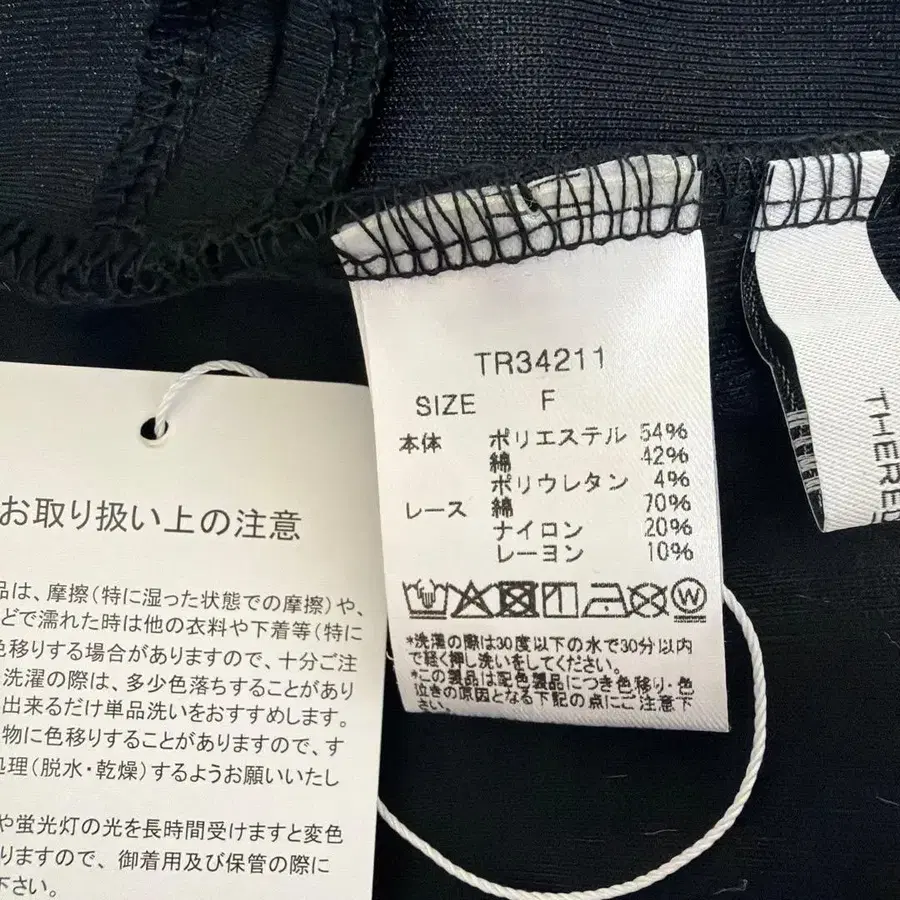 TR34211
SIZE F
本体 ポリエステル 54%
綿 42%
ポリウレタン 4%
レース 綿 70%
ナイロン 20%
レーヨン 10%
*洗濯の際は30度以下の水で30分以内
で軽く押し洗いをしてください。
*この製品は配色製品につき色移り・色
泣きの原因となる下記の点にご注意下
さい。
お取り扱い上の注意
品は、摩擦(特に湿った状態での摩擦)や、
どで濡れた時は他の衣料や下着等(特に
色移りする場合がありますので、十分ご注
洗濯の際は、多少色落ちすることがあり
出来るだけ単品洗いをおすすめします。
物に色移りすることがありますので、す
処理(脱水・乾燥)するようお願いいたし
や蛍光灯の光を長時間受けますと変色
りますので、御着用及び保管の際に
下さい。
THERE